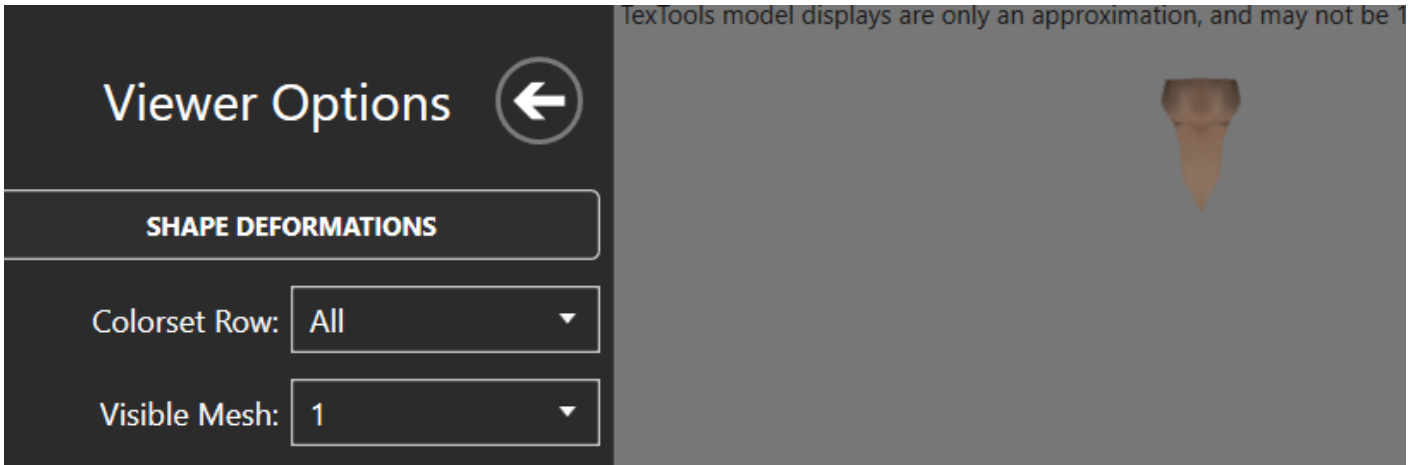 TexTools model displays are only an approximation, and may not be 1
Viewer Options
SHAPE DEFORMATIONS
Colorset Row: All
Visible Mesh: 1